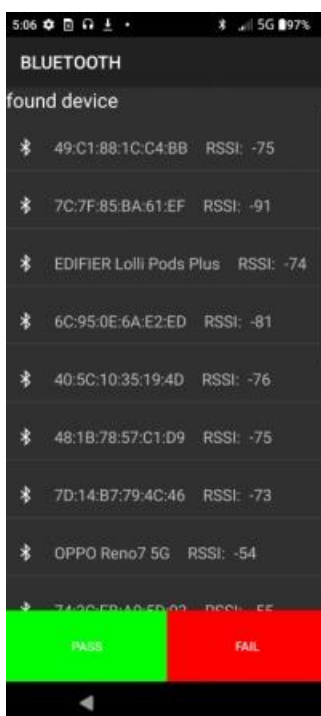 5:06 5G 97%
BLUETOOTH
found device
49:C1:88:1C:C4:BB RSSI: -75
7C:7F:85:BA:61:EF RSSI: -91
EDIFIER Lolli Pods Plus RSSI: -74
6C:95:0E:6A:E2:ED RSSI: -81
40:5C:10:35:19:4D RSSI: -76
48:1B:78:57:C1:D9 RSSI: -75
7D:14:B7:79:4C:46 RSSI: -73
OPPO Reno7 5G RSSI: -54
RSSI: -55
PASS FAIL